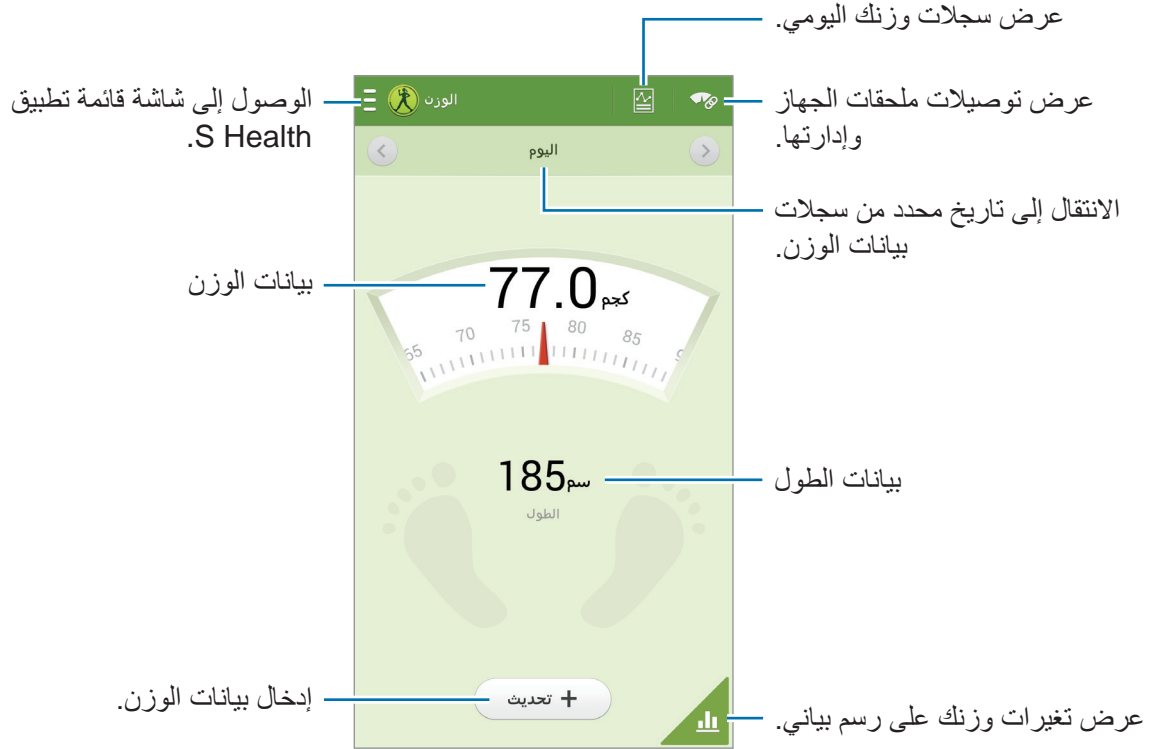 عرض سجلات وزنك اليومي.
الوصول إلى شاشة قائمة تطبيق
S Health.
الوزن
عرض توصيلات ملحقات الجهاز
وإدارتها.
اليوم
الانتقال إلى تاريخ محدد من سجلات
بيانات الوزن.
بيانات الوزن
77.0 كجم
65 70 75 80 85 9
185 سم
الطول
بيانات الطول
إدخال بيانات الوزن.
+ تحديث
عرض تغيرات وزنك على رسم بياني.